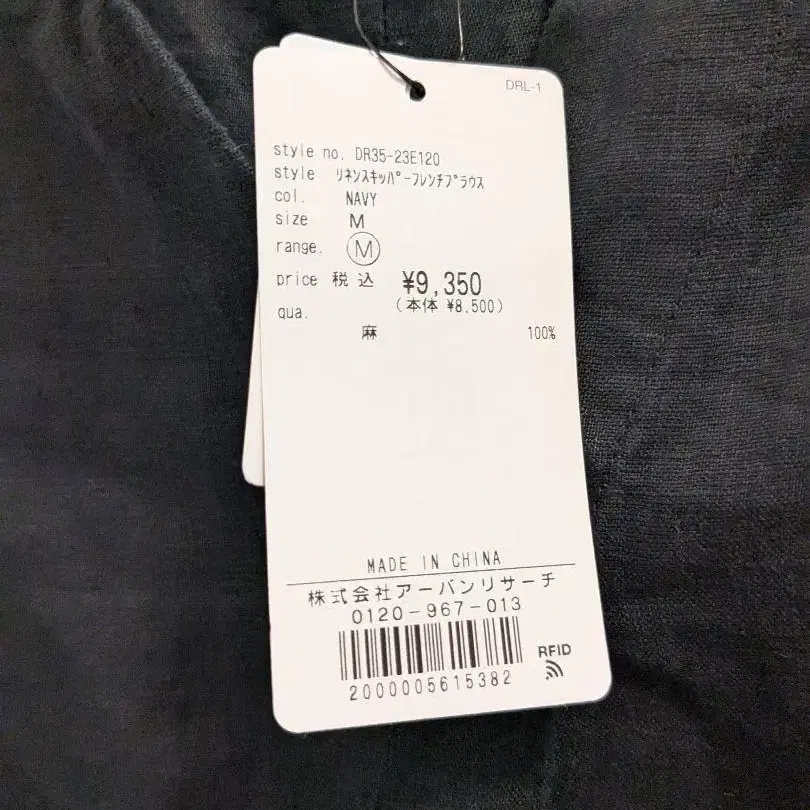 DRL-1
style no. DR35-23E120
style ﾘﾈﾝｽｷｯﾊﾟｰﾌﾚﾝﾁﾌﾞﾗｳｽ
col. NAVY
size M
range. Ⓜ
price 税込 ¥9,350
(本体 ¥8,500)
qua.
麻 100%
MADE IN CHINA
株式会社アーバンリサーチ
0120-967-013
2000005615382
RFID